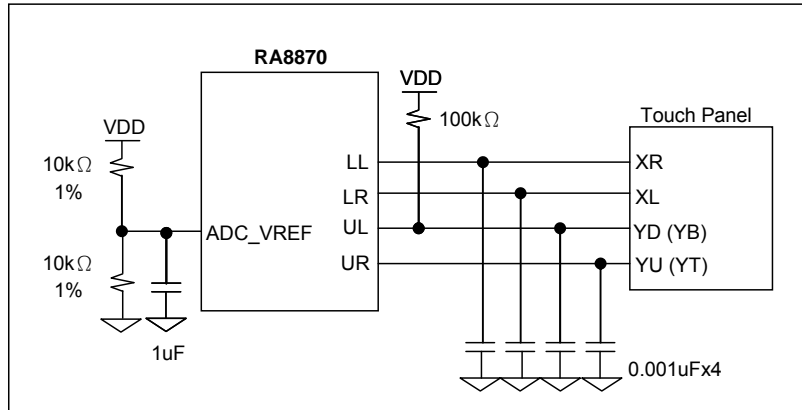 RA8870
VDD
100kΩ
Touch Panel
VDD
10kΩ
1%
LL
XR
LR
XL
ADC_VREF
UL
YD (YB)
UR
YU (YT)
10kΩ
1%
1uF
0.001uFx4